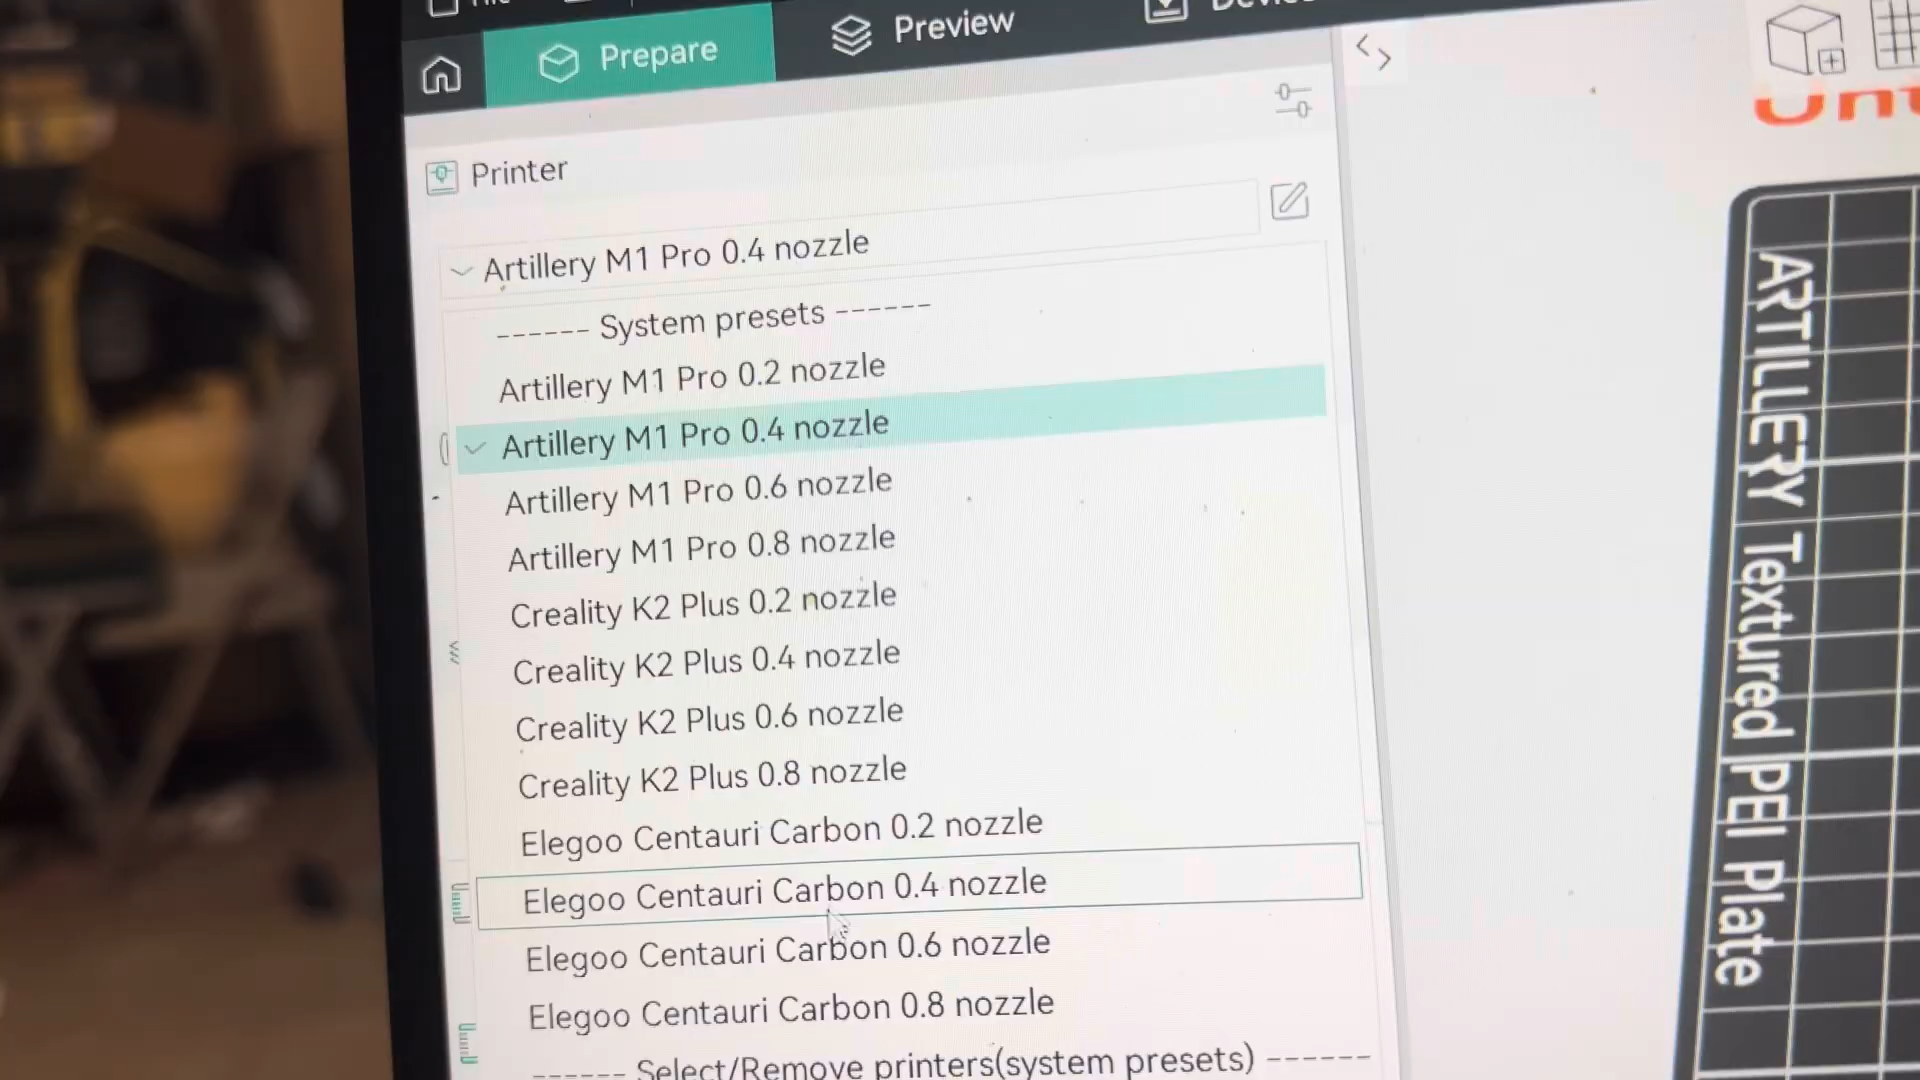 Prepare
Preview
Printer
Artillery M1 Pro 0.4 nozzle
------ System presets ------
Artillery M1 Pro 0.2 nozzle
Artillery M1 Pro 0.4 nozzle
Artillery M1 Pro 0.6 nozzle
Artillery M1 Pro 0.8 nozzle
Creality K2 Plus 0.2 nozzle
Creality K2 Plus 0.4 nozzle
Creality K2 Plus 0.6 nozzle
Creality K2 Plus 0.8 nozzle
Elegoo Centauri Carbon 0.2 nozzle
Elegoo Centauri Carbon 0.4 nozzle
Elegoo Centauri Carbon 0.6 nozzle
Elegoo Centauri Carbon 0.8 nozzle
------ Select/Remove printers(system presets) ------
ARTILLERY Textured PEI Plate